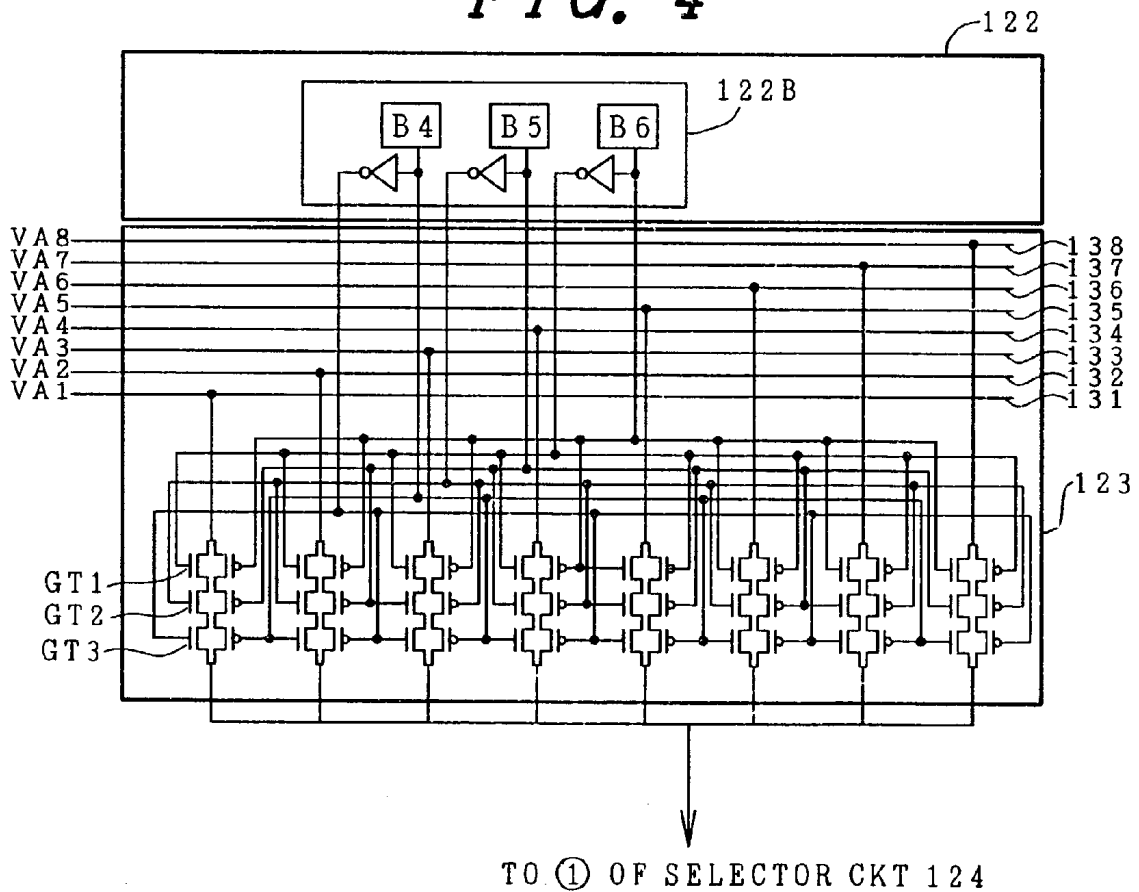 FIG. 4
122
122B
B4 B5 B6
VA8 138
VA7 137
VA6 136
VA5 135
VA4 134
VA3 133
VA2 132
VA1 131
123
GT1
GT2
GT3
TO ① OF SELECTOR CKT 124